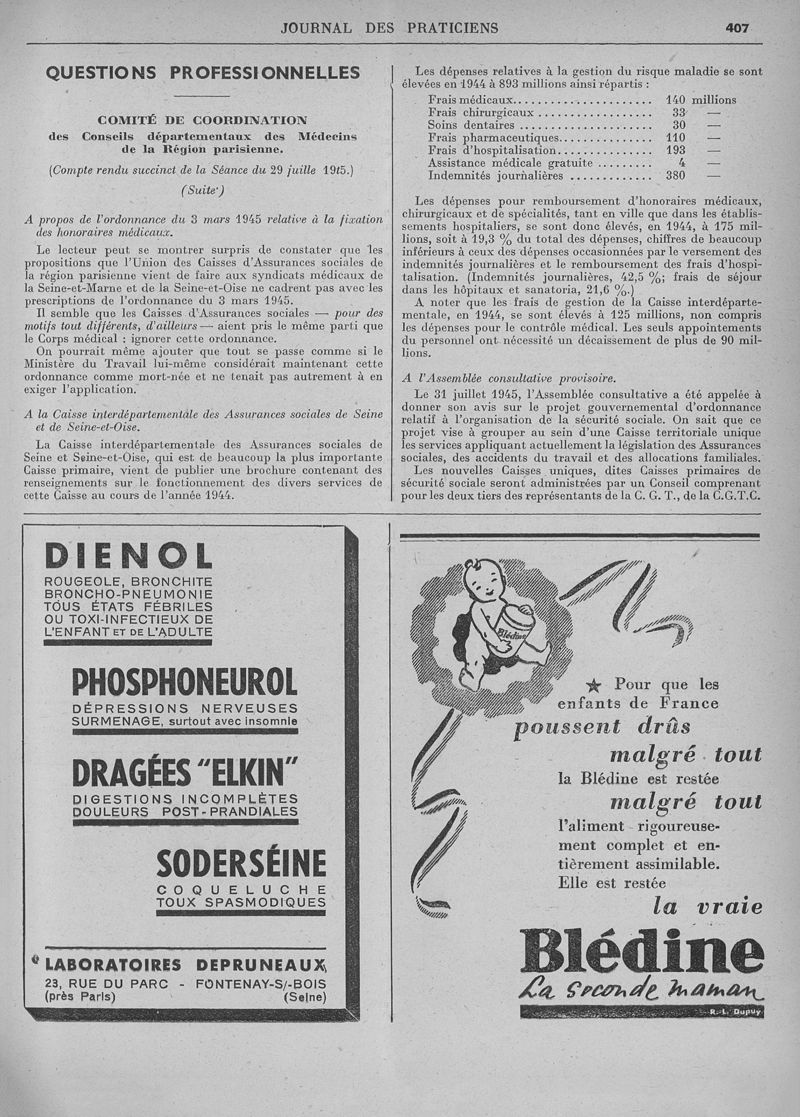 JOURNAL DES PRATICIENS 407
QUESTIONS PROFESSIONNELLES
COMITÉ DE COORDINATION
des Conseils départementaux des Médecins
de la Région parisienne.
(Compte rendu succinct de la Séance du 29 juille 19t5.)
(Suite')
A propos de l'ordonnance du 3 mars 1945 relative à la fixation
des honoraires médicaux.
Le lecteur peut se montrer surpris de constater que les
propositions que l'Union des Caisses d'Assurances sociales de
la région parisienne vient de faire aux syndicats médicaux de
la Seine-et-Marne et de la Seine-et-Oise ne cadrent pas avec les
prescriptions de l'ordonnance du 3 mars 1945.
Il semble que les Caisses d'Assurances sociales — pour des
motifs tout différents, d'ailleurs — aient pris le même parti que
le Corps médical : ignorer cette ordonnance.
On pourrait même ajouter que tout se passe comme si le
Ministère du Travail lui-même considérait maintenant cette
ordonnance comme mort-née et ne tenait pas autrement à en
exiger l'application.
A la Caisse interdépartementale des Assurances sociales de Seine
et de Seine-et-Oise.
La Caisse interdépartementale des Assurances sociales de
Seine et Seine-et-Oise, qui est de beaucoup la plus importante
Caisse primaire, vient de publier une brochure contenant des
renseignements sur le fonctionnement des divers services de
cette Caisse au cours de l'année 1944.
Les dépenses relatives à la gestion du risque maladie se sont
élevées en 1944 à 893 millions ainsi répartis :
Frais médicaux...................... 140 millions
Frais chirurgicaux .................. 33 —
Soins dentaires ..................... 30 —
Frais pharmaceutiques............... 110 —
Frais d'hospitalisation............... 193 —
Assistance médicale gratuite ......... 4 —
Indemnités journalières ............. 380 —
Les dépenses pour remboursement d'honoraires médicaux,
chirurgicaux et de spécialités, tant en ville que dans les établis-
sements hospitaliers, se sont donc élevés, en 1944, à 175 mil-
lions, soit à 19,3 % du total des dépenses, chiffres de beaucoup
inférieurs à ceux des dépenses occasionnées par le versement des
indemnités journalières et le remboursement des frais d'hospi-
talisation. (Indemnités journalières, 42,5 %; frais de séjour
dans les hôpitaux et sanatoria, 21,6 %.)
A noter que les frais de gestion de la Caisse interdéparte-
mentale, en 1944, se sont élevés à 125 millions, non compris
les dépenses pour le contrôle médical. Les seuls appointements
du personnel ont nécessité un décaissement de plus de 90 mil-
lions.
A l'Assemblée consultative provisoire.
Le 31 juillet 1945, l'Assemblée consultative a été appelée à
donner son avis sur le projet gouvernemental d'ordonnance
relatif à l'organisation de la sécurité sociale. On sait que ce
projet vise à grouper au sein d'une Caisse territoriale unique
les services appliquant actuellement la législation des Assurances
sociales, des accidents du travail et des allocations familiales.
Les nouvelles Caisses uniques, dites Caisses primaires de
sécurité sociale seront administrées par un Conseil comprenant
pour les deux tiers des représentants de la C. G. T., de la C.G.T.C.
DIENOL
ROUGEOLE, BRONCHITE
BRONCHO-PNEUMONIE
TOUS ÉTATS FÉBRILES
OU TOXI-INFECTIEUX DE
L'ENFANT ET DE L'ADULTE
PHOSPHONEUROL
DÉPRESSIONS NERVEUSES
SURMENAGE, surtout avec insomnie
DRAGÉES "ELKIN"
DIGESTIONS INCOMPLÈTES
DOULEURS POST-PRANDIALES
SODERSÉINE
COQUELUCHE
TOUX SPASMODIQUES
LABORATOIRES DEPRUNEAUX
23, RUE DU PARC - FONTENAY-S/-BOIS
(près Paris) (Seine)
Blédine
★ Pour que les
enfants de France
poussent drûs
malgré tout
la Blédine est restée
malgré tout
l'aliment rigoureuse-
ment complet et en-
tièrement assimilable.
Elle est restée
la vraie
Blédine
La Seconde maman
R. L. Dupuy